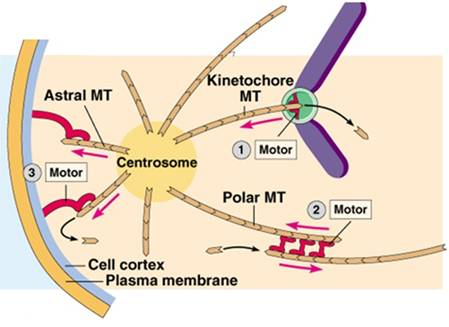 Kinetochore
MT
Astral MT
1 Motor
Centrosome
3 Motor
Polar MT
2 Motor
Cell cortex
Plasma membrane